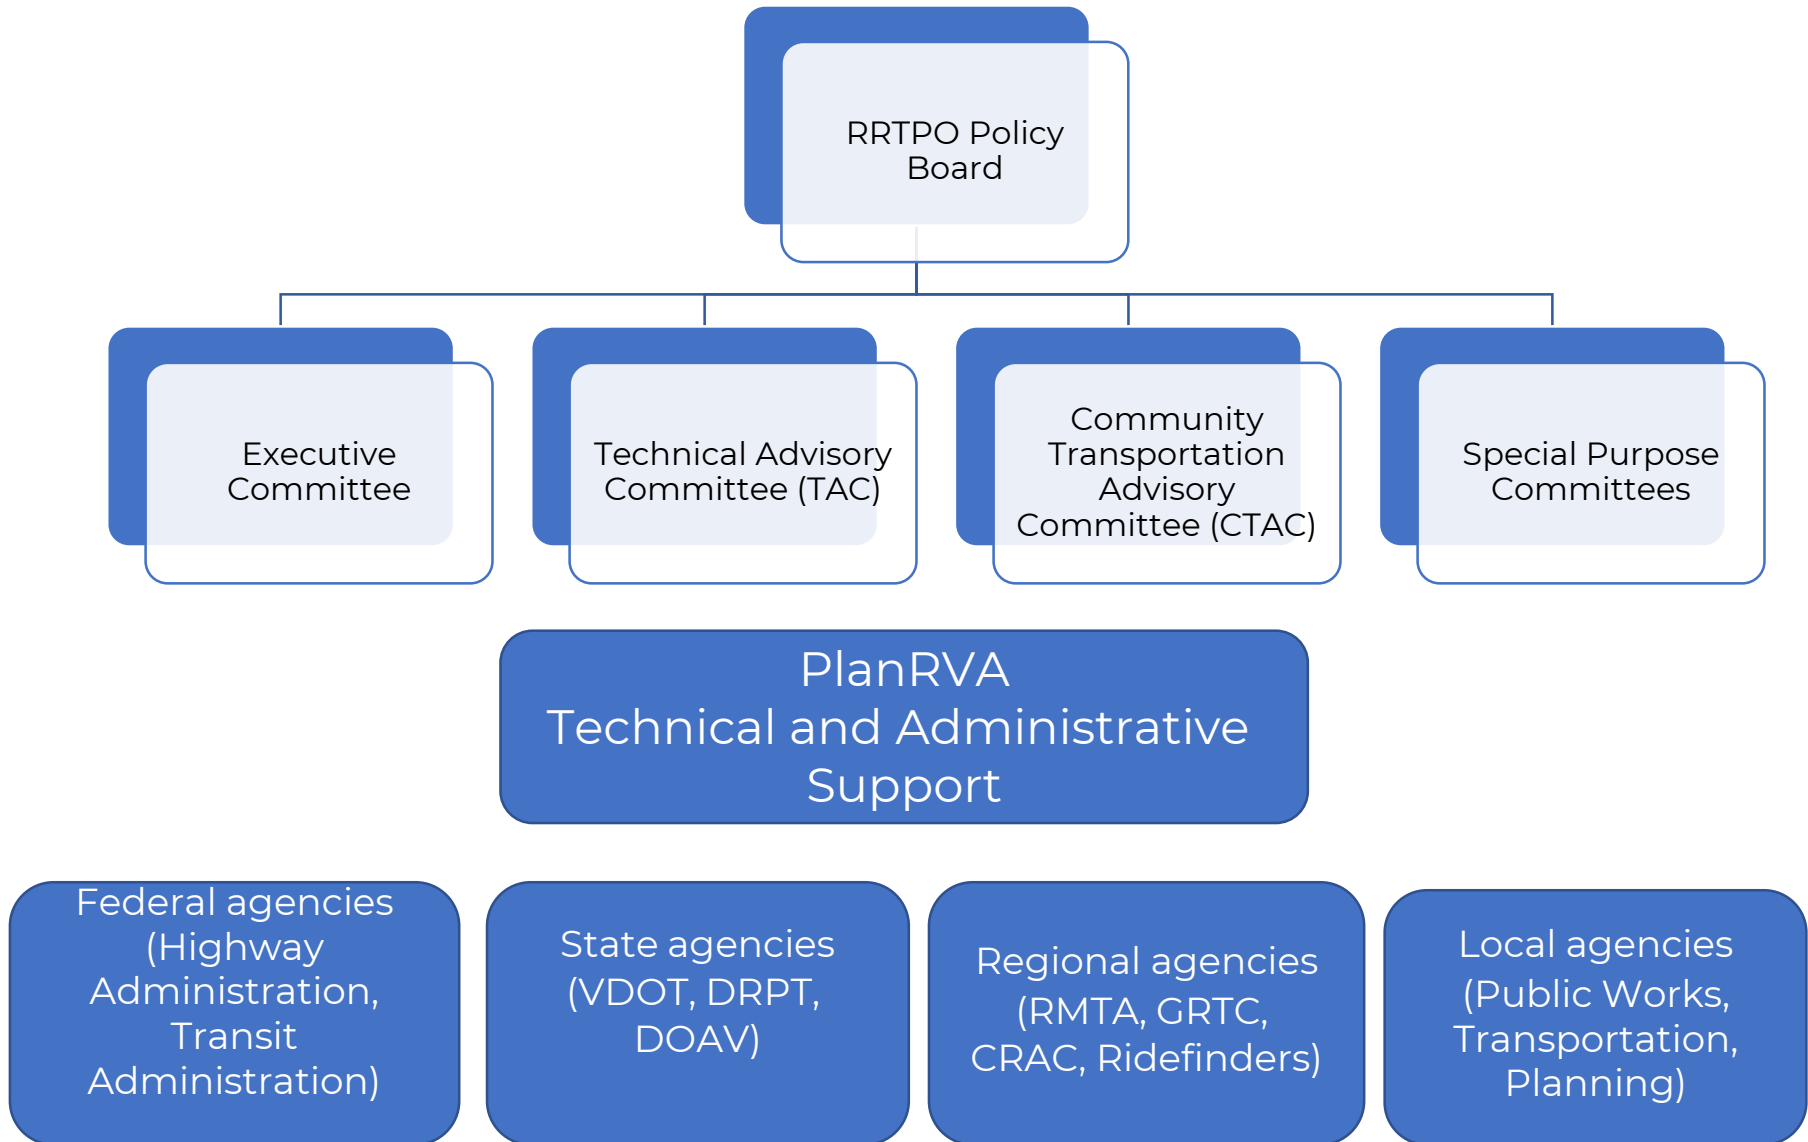 RRTPO Policy
Board
Executive
Committee
Technical Advisory
Committee (TAC)
Community
Transportation
Advisory
Committee (CTAC)
Special Purpose
Committees
PlanRVA
Technical and Administrative
Support
Federal agencies
(Highway
Administration,
Transit
Administration)
State agencies
(VDOT, DRPT,
DOAV)
Regional agencies
(RMTA, GRTC,
CRAC, Ridefinders)
Local agencies
(Public Works,
Transportation,
Planning)